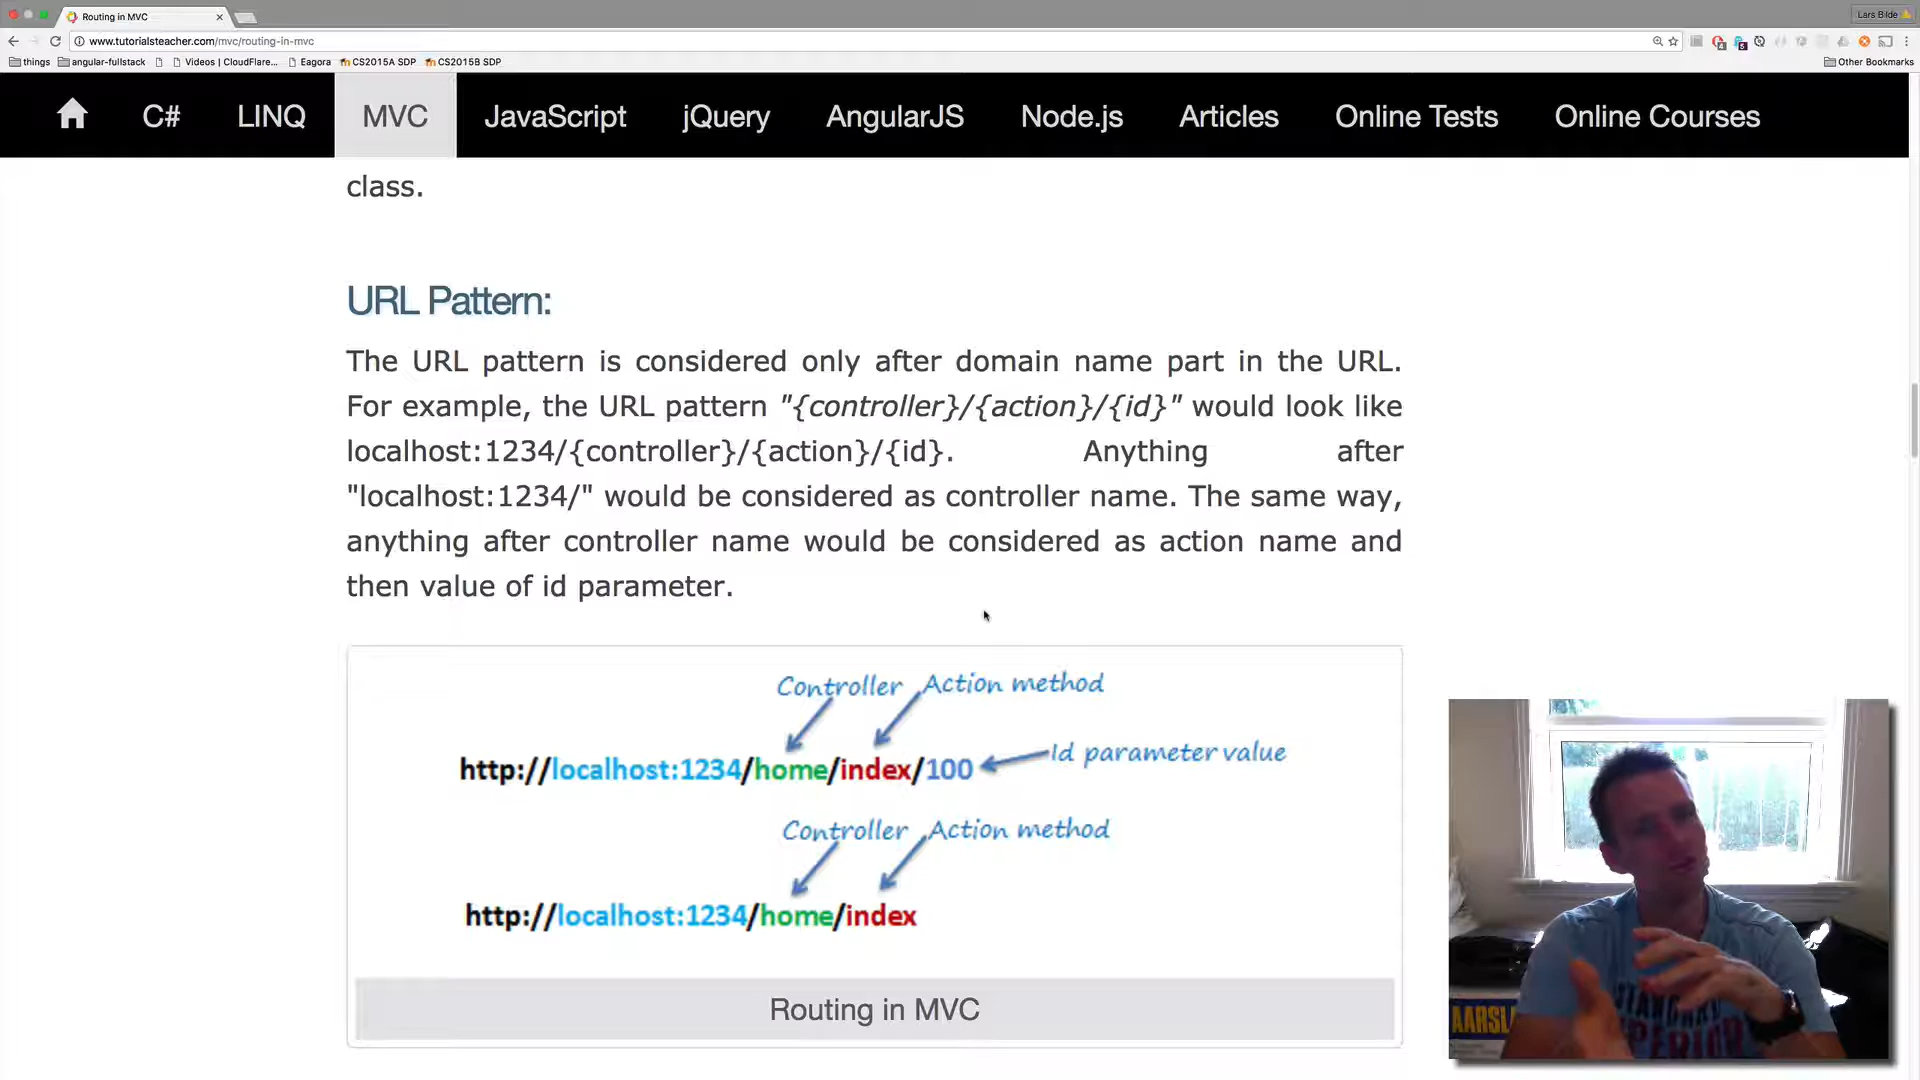 Routing in MVC
Lars Bilde
www.tutorialsteacher.com/mvc/routing-in-mvc
things angular-fullstack Videos | CloudFlare... Eagora CS2015A SDP CS2015B SDP Other Bookmarks
C# LINQ MVC JavaScript jQuery AngularJS Node.js Articles Online Tests Online Courses
class.
URL Pattern:
The URL pattern is considered only after domain name part in the URL.
For example, the URL pattern "{controller}/{action}/{id}" would look like
localhost:1234/{controller}/{action}/{id}. Anything after
"localhost:1234/" would be considered as controller name. The same way,
anything after controller name would be considered as action name and
then value of id parameter.
Controller Action method
http://localhost:1234/home/index/100 Id parameter value
Controller Action method
http://localhost:1234/home/index
Routing in MVC
STANDARD
SUPERIOR
AARSL